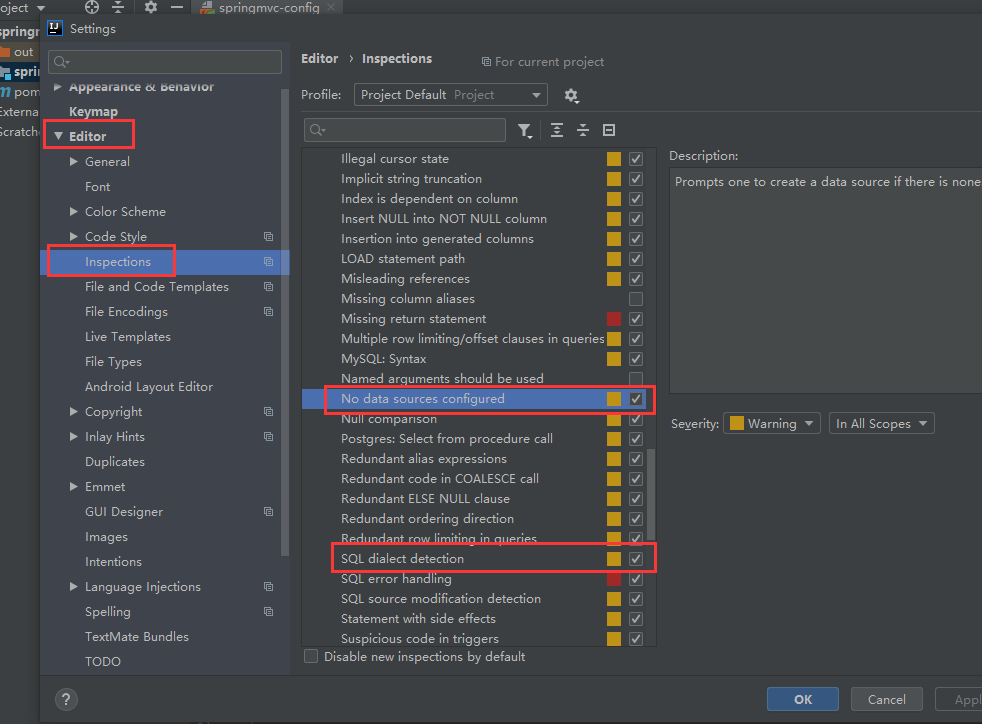 oject
springmvc-config
springr
out
sprin
pom
Externa
Scratche
IJ
Settings
Appearance & Behavior
Keymap
Editor
General
Font
Color Scheme
Code Style
Inspections
File and Code Templates
File Encodings
Live Templates
File Types
Android Layout Editor
Copyright
Inlay Hints
Duplicates
Emmet
GUI Designer
Images
Intentions
Language Injections
Spelling
TextMate Bundles
TODO
Editor › Inspections
For current project
Profile: Project Default Project
Illegal cursor state
Implicit string truncation
Index is dependent on column
Insert NULL into NOT NULL column
Insertion into generated columns
LOAD statement path
Misleading references
Missing column aliases
Missing return statement
Multiple row limiting/offset clauses in queries
MySQL: Syntax
Named arguments should be used
No data sources configured
Null comparison
Postgres: Select from procedure call
Redundant alias expressions
Redundant code in COALESCE call
Redundant ELSE NULL clause
Redundant ordering direction
Redundant row limiting in queries
SQL dialect detection
SQL error handling
SQL source modification detection
Statement with side effects
Suspicious code in triggers
Disable new inspections by default
Description:
Prompts one to create a data source if there is none
Severity: Warning In All Scopes
?
OK
Cancel
Appl